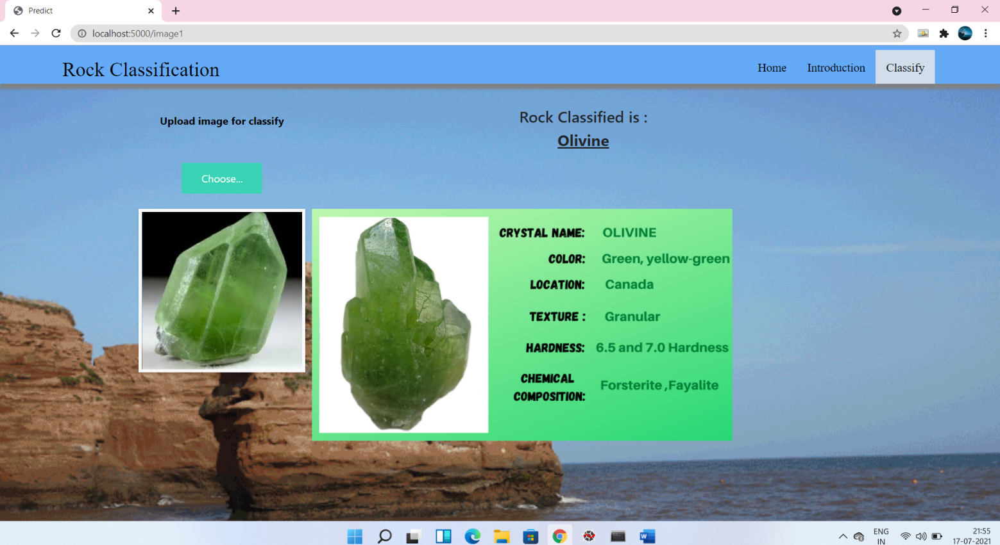 Predict
localhost:5000/image1
Rock Classification
Home
Introduction
Classify
Upload image for classify
Rock Classified is :
Olivine
Choose...
CRYSTAL NAME: OLIVINE
COLOR: Green, yellow-green
LOCATION: Canada
TEXTURE : Granular
HARDNESS: 6.5 and 7.0 Hardness
CHEMICAL
COMPOSITION: Forsterite ,Fayalite
ENG
IN
21:55
17-07-2021